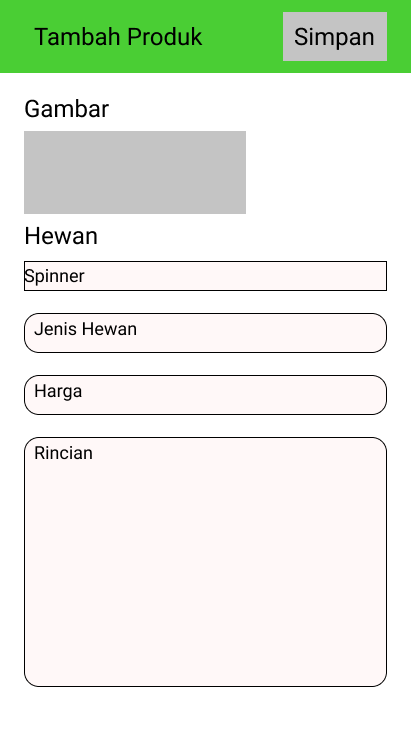 Tambah Produk
Simpan
Gambar
Hewan
Spinner
Jenis Hewan
Harga
Rincian